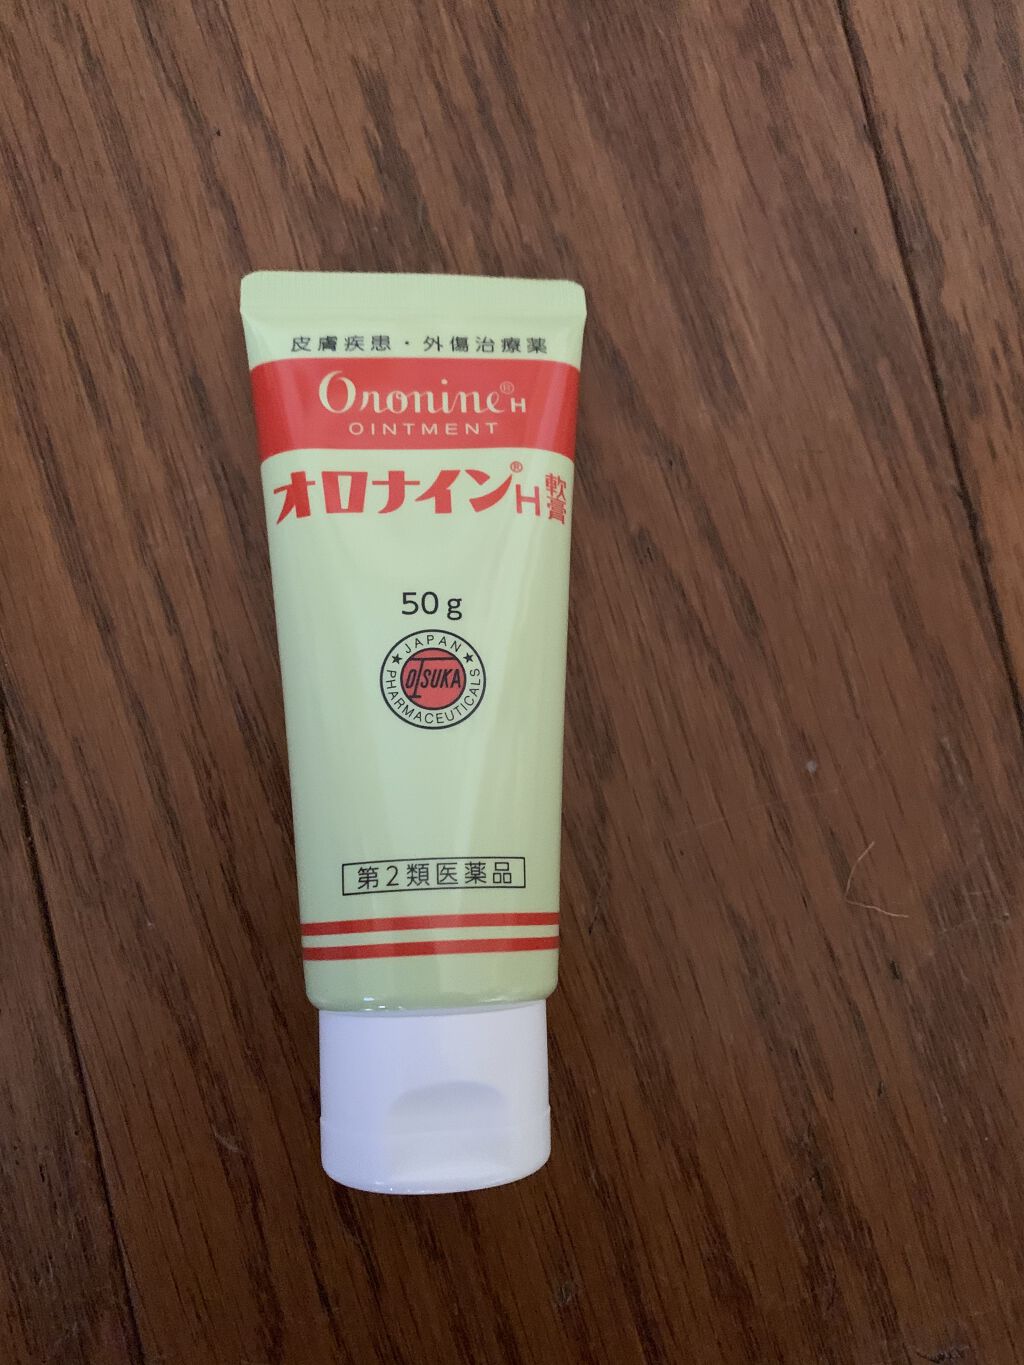 皮膚疾患・外傷治療薬
Oronine® H
OINTMENT
オロナイン®H軟膏
50g
JAPAN
OTSUKA
PHARMACEUTICALS
第2類医薬品